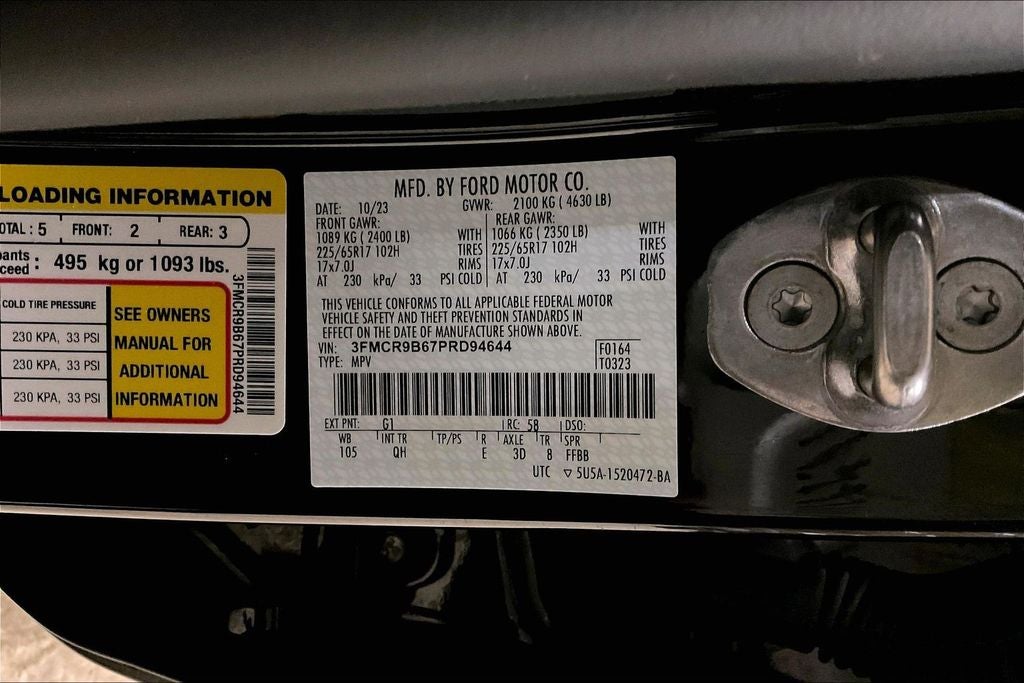 LOADING INFORMATION
OTAL : 5 FRONT: 2 REAR: 3
pants
ceed : 495 kg or 1093 lbs.
COLD TIRE PRESSURE
230 KPA, 33 PSI
230 KPA, 33 PSI
230 KPA, 33 PSI
SEE OWNERS
MANUAL FOR
ADDITIONAL
INFORMATION
3FMCR9B67PRD94644
MFD. BY FORD MOTOR CO.
DATE: 10/23 GVWR: 2100 KG ( 4630 LB)
FRONT GAWR: REAR GAWR:
1089 KG (2400 LB) WITH 1066 KG ( 2350 LB) WITH
225/65R17 102H TIRES 225/65R17 102H TIRES
17x7.0J RIMS 17x7.0J RIMS
AT 230 kPa/ 33 PSI COLD AT 230 kPa/ 33 PSI COLD
THIS VEHICLE CONFORMS TO ALL APPLICABLE FEDERAL MOTOR
VEHICLE SAFETY AND THEFT PREVENTION STANDARDS IN
EFFECT ON THE DATE OF MANUFACTURE SHOWN ABOVE.
VIN: 3FMCR9B67PRD94644 F0164
TYPE: MPV T0323
EXT PNT: G1 RC: 58 DSO:
WB INT TR TP/PS R AXLE TR SPR
105 QH E 3D 8 FFBB
UTC ▽ 5U5A-1520472-BA